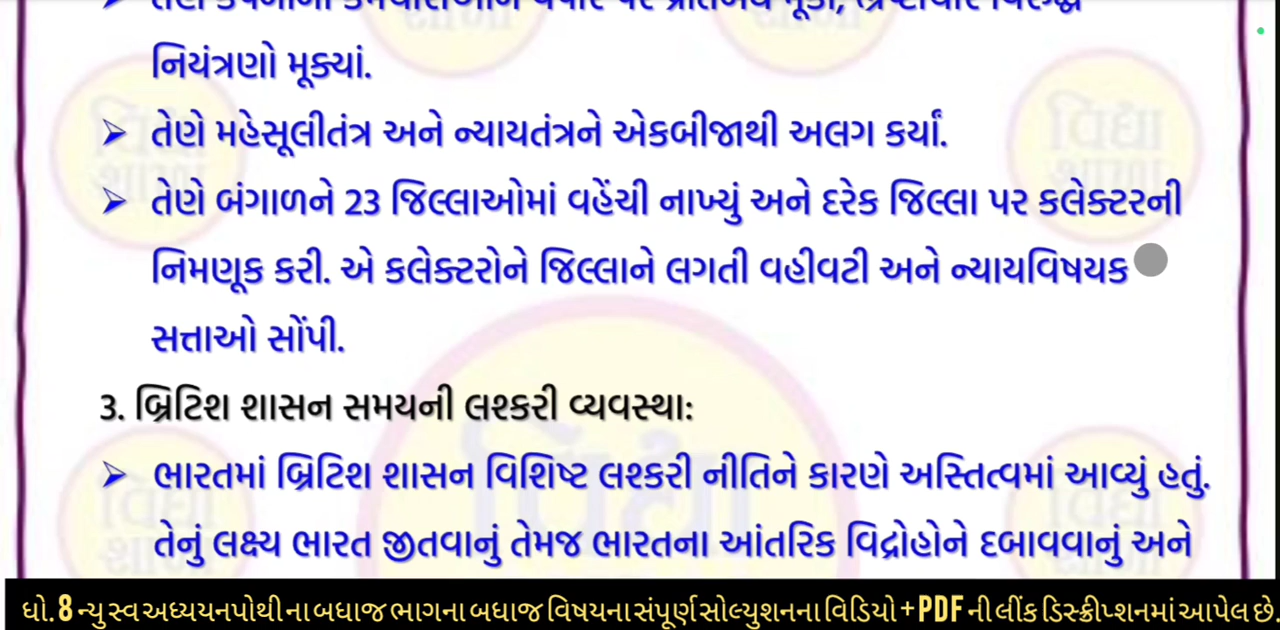 નિયંત્રણો મૂક્યાં.
➤ તેણે મહેસૂલીતંત્ર અને ન્યાયતંત્રને એકબીજાથી અલગ કર્યાં.
➤ તેણે બંગાળને 23 જિલ્લાઓમાં વહેંચી નાખ્યું અને દરેક જિલ્લા પર કલેક્ટરની
નિમણૂક કરી. એ કલેક્ટરોને જિલ્લાને લગતી વહીવટી અને ન્યાયવિષયક
સત્તાઓ સોંપી.
3. બ્રિટિશ શાસન સમયની લશ્કરી વ્યવસ્થા:
➤ ભારતમાં બ્રિટિશ શાસન વિશિષ્ટ લશ્કરી નીતિને કારણે અસ્તિત્વમાં આવ્યું હતું.
તેનું લક્ષ્ય ભારત જીતવાનું તેમજ ભારતના આંતરિક વિદ્રોહોને દબાવવાનું અને
ધો. 8 ન્યુ સ્વ અધ્યયનપોથી ના બધાજ ભાગના બધાજ વિષયના સંપૂર્ણ સોલ્યુશનના વિડિયો + PDF ની લીંક ડિસ્ક્રીપ્શનમાં આપેલ છે.
વિદ્યા
શાળા